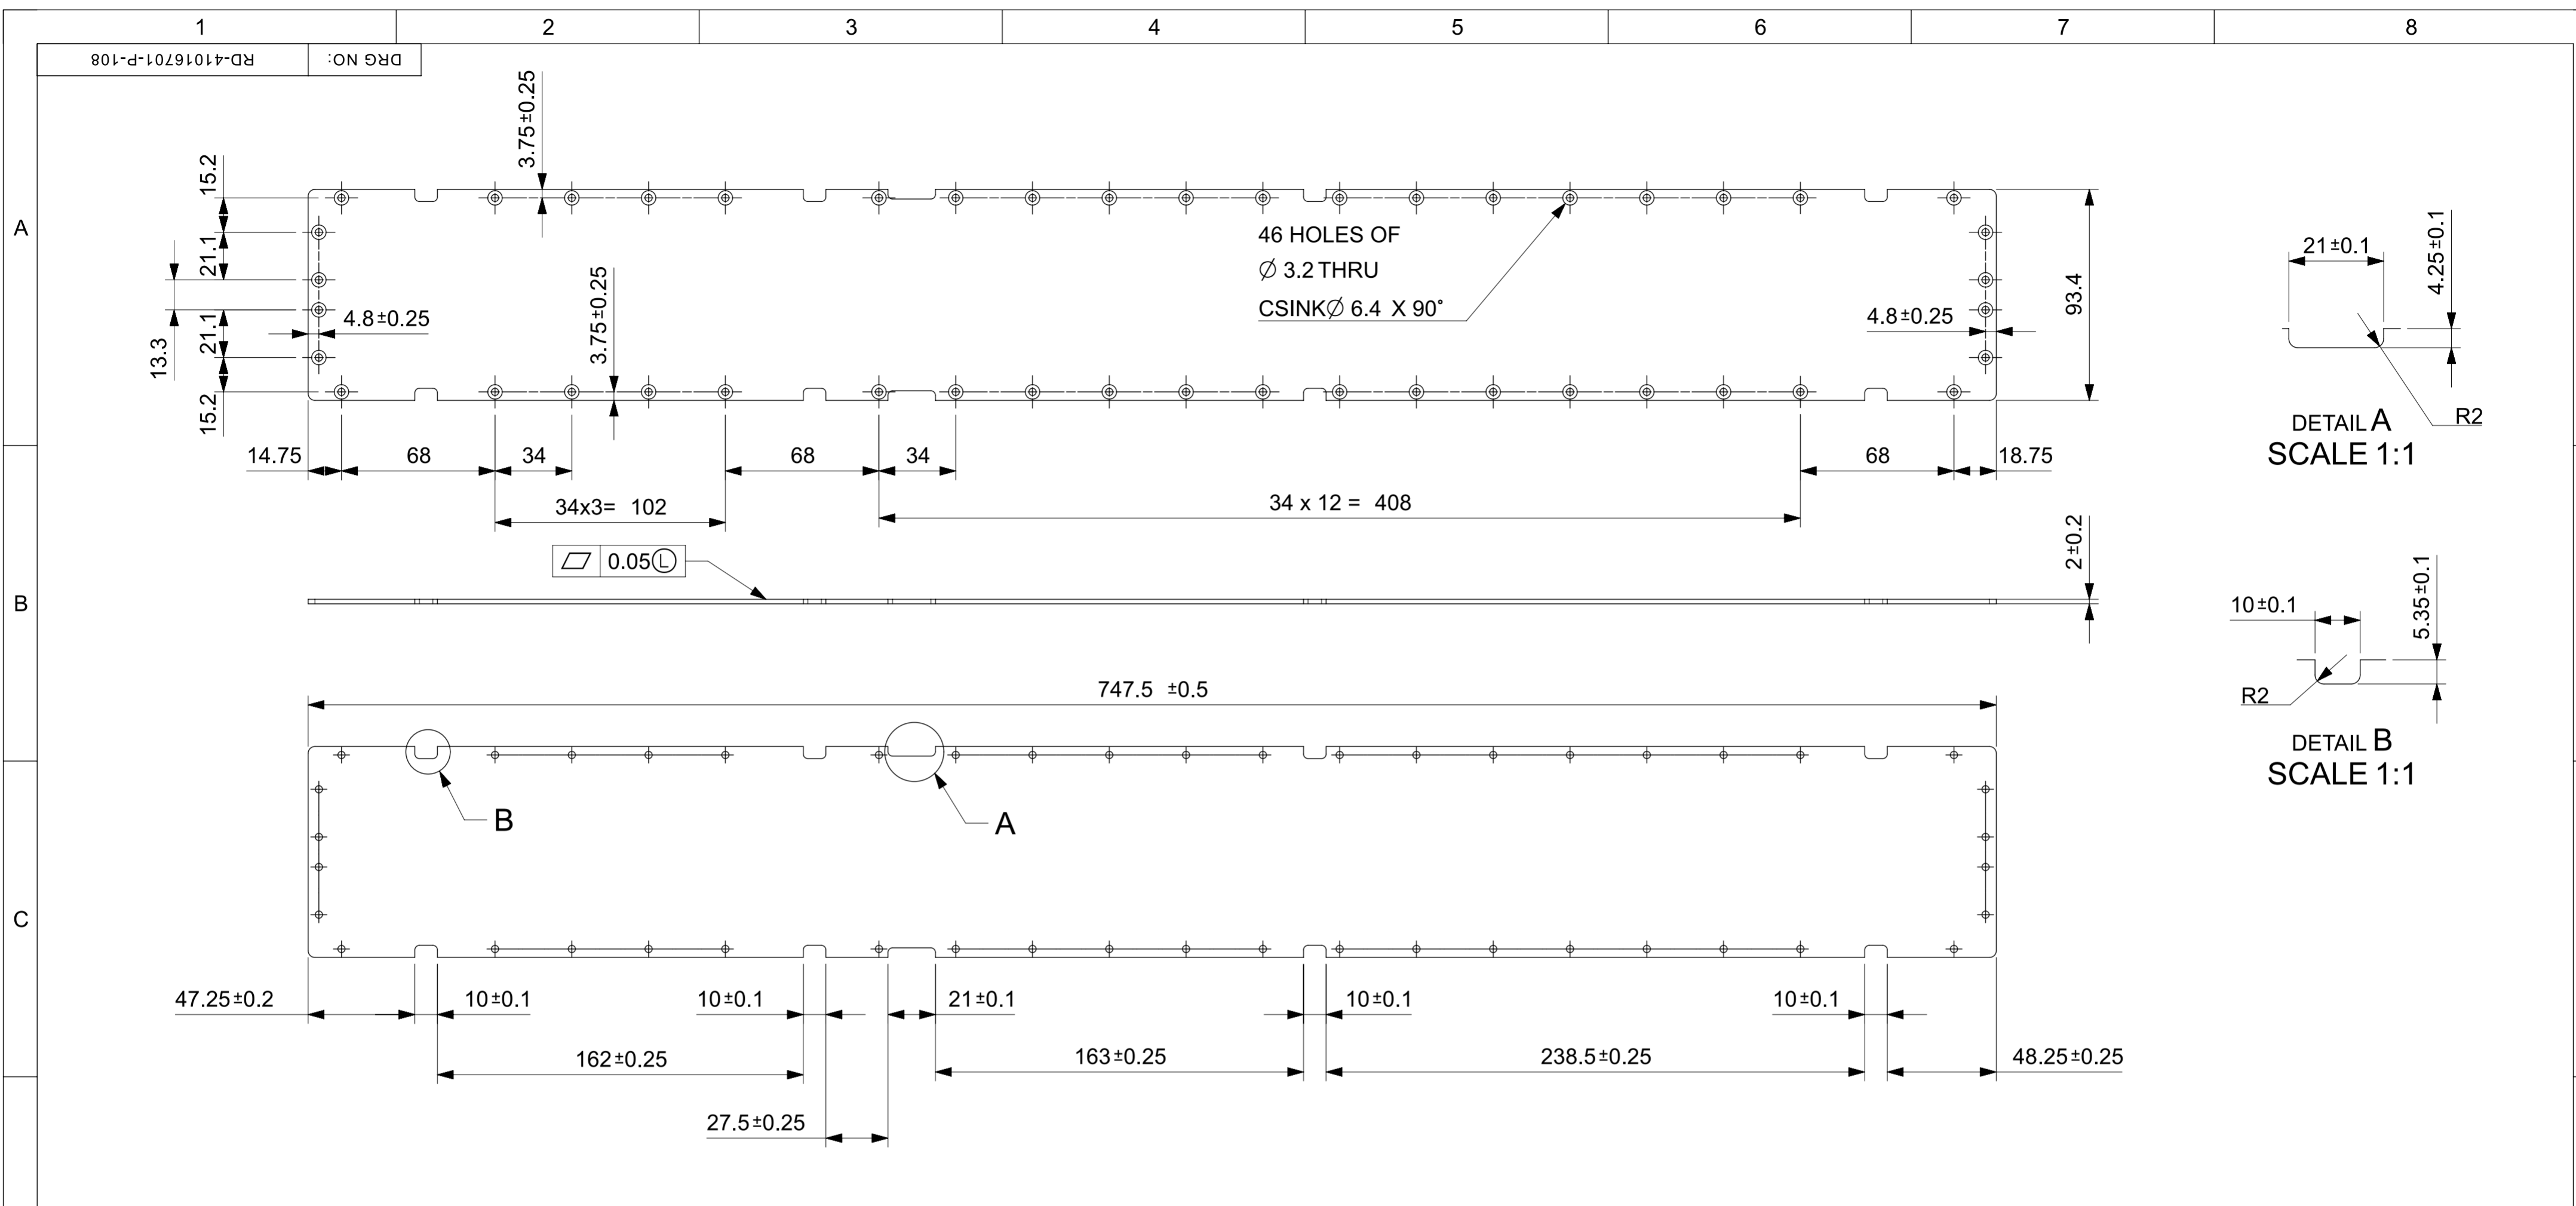 1 2 3 4 5 6 7 8
DRG NO: RD-41016701-P-108
A
B
C
3.75±0.25
15.2
21.1
13.3
21.1
15.2
4.8±0.25
3.75±0.25
46 HOLES OF
Ø 3.2 THRU
CSINKØ 6.4 X 90°
4.8±0.25
93.4
14.75
68
34
68
34
68
18.75
34x3= 102
34 x 12 = 408
21±0.1
4.25±0.1
R2
DETAIL A
SCALE 1:1
⏥ 0.05Ⓛ
2±0.2
10±0.1
5.35±0.1
R2
DETAIL B
SCALE 1:1
747.5 ±0.5
B
A
47.25±0.2
10±0.1
10±0.1
21±0.1
10±0.1
10±0.1
162±0.25
163±0.25
238.5±0.25
48.25±0.25
27.5±0.25